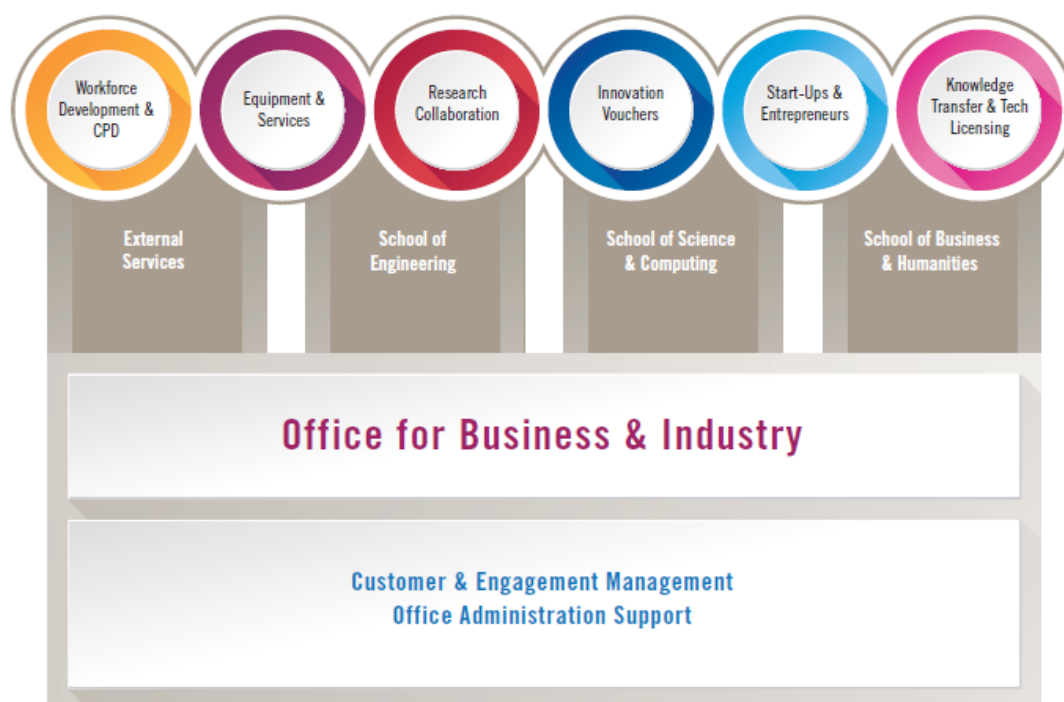 Workforce
Development &
CPD
Equipment &
Services
Research
Collaboration
Innovation
Vouchers
Start-Ups &
Entrepreneurs
Knowledge
Transfer & Tech
Licensing
External
Services
School of
Engineering
School of Science
& Computing
School of Business
& Humanities
Office for Business & Industry
Customer & Engagement Management
Office Administration Support